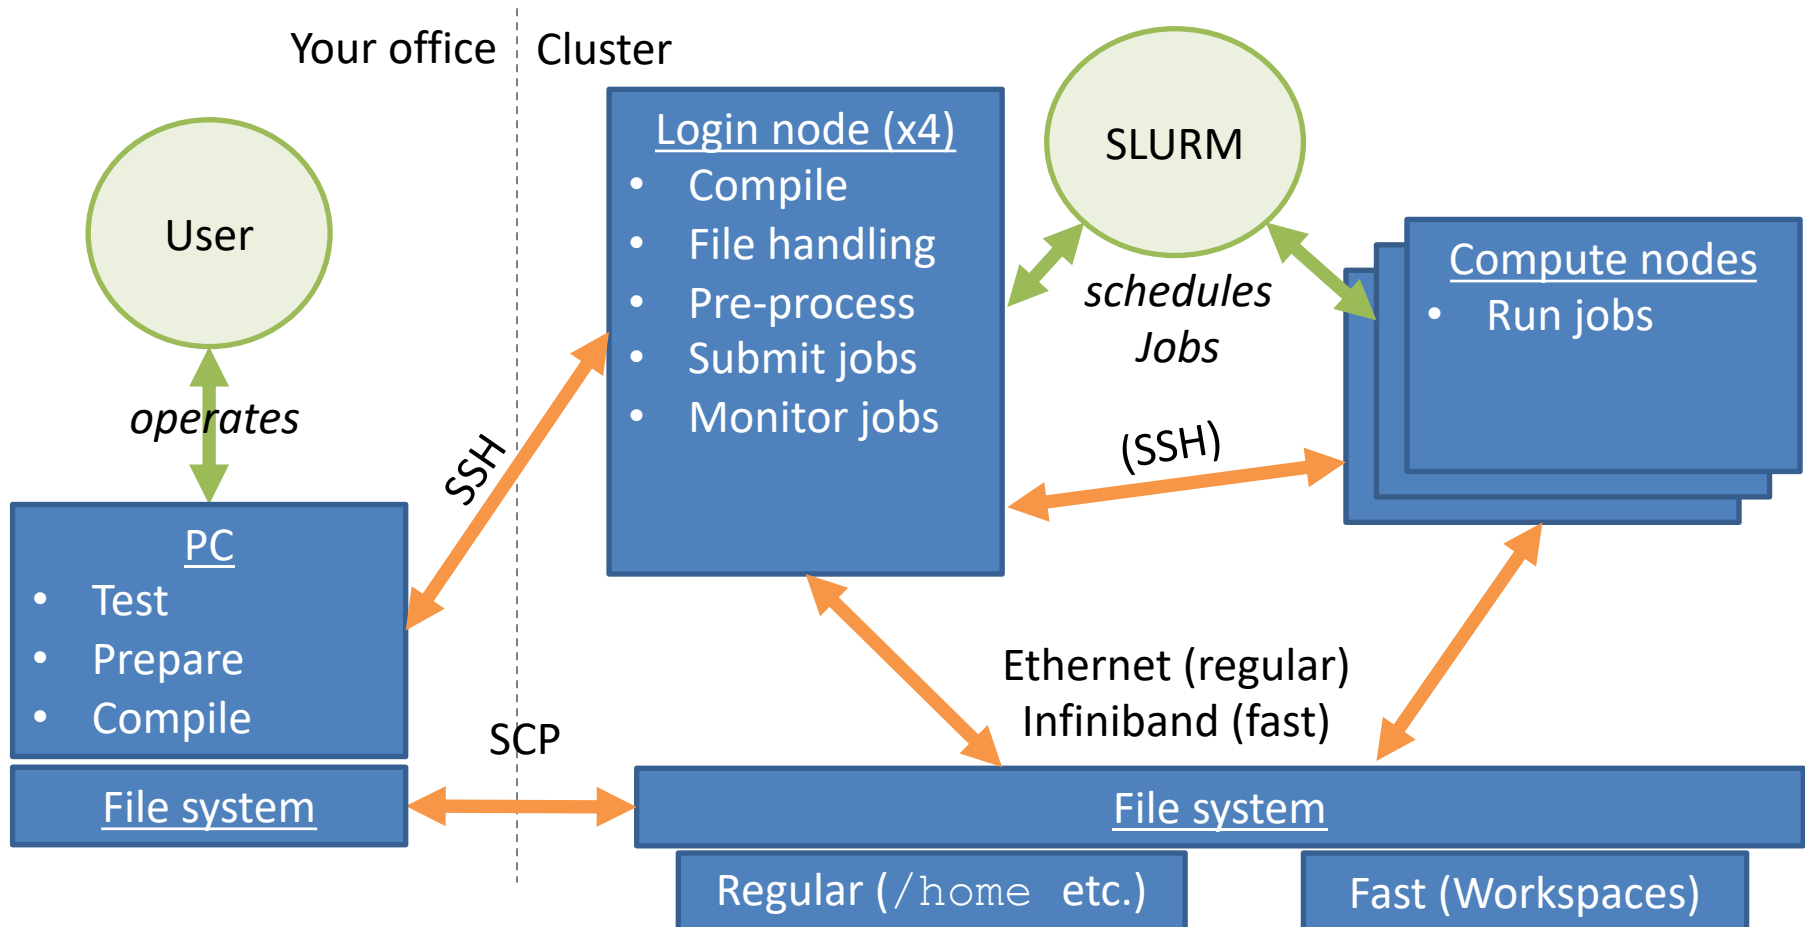 Your office
Cluster
User
operates
PC
• Test
• Prepare
• Compile
File system
SSH
SCP
Login node (x4)
• Compile
• File handling
• Pre-process
• Submit jobs
• Monitor jobs
SLURM
schedules
Jobs
(SSH)
Compute nodes
• Run jobs
Ethernet (regular)
Infiniband (fast)
File system
Regular (/home etc.)
Fast (Workspaces)